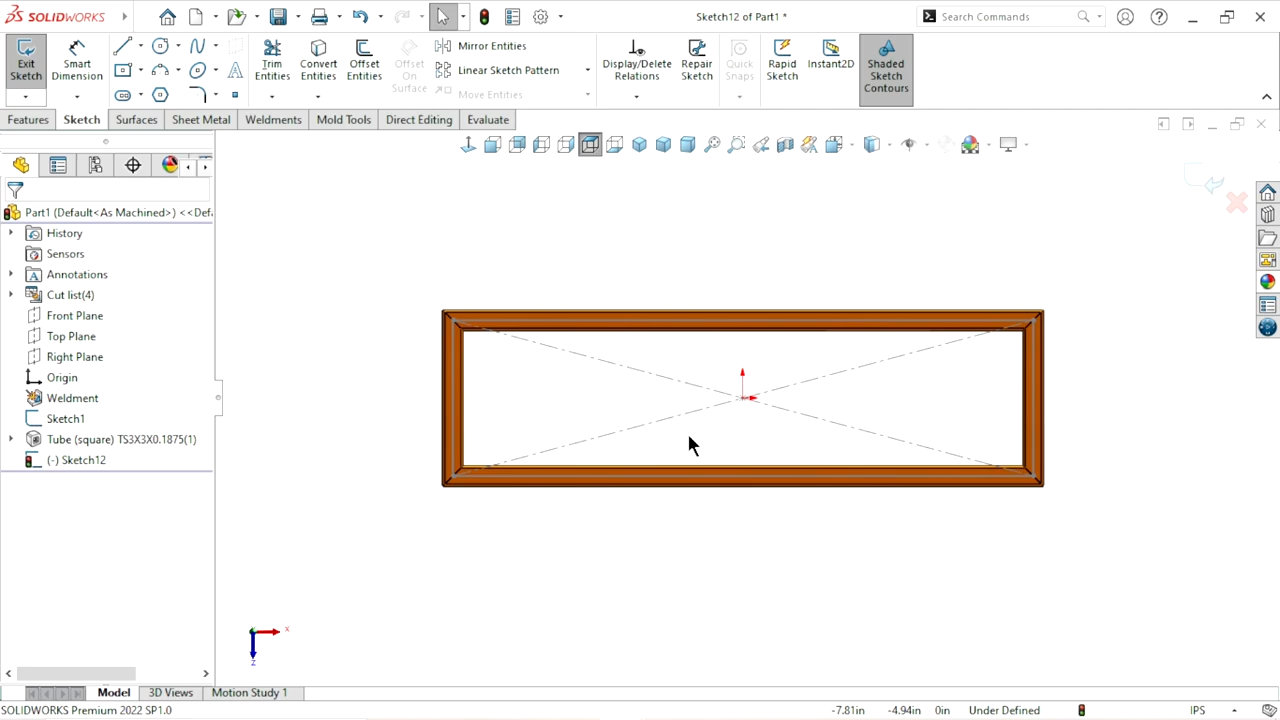 SOLIDWORKS
Sketch12 of Part1 *
Search Commands
Exit Sketch
Smart Dimension
Trim Entities
Convert Entities
Offset Entities
Offset On Surface
Mirror Entities
Linear Sketch Pattern
Move Entities
Display/Delete Relations
Repair Sketch
Quick Snaps
Rapid Sketch
Instant2D
Shaded Sketch Contours
Features Sketch Surfaces Sheet Metal Weldments Mold Tools Direct Editing Evaluate
Part1 (Default<As Machined>) <<Def
History
Sensors
Annotations
Cut list(4)
Front Plane
Top Plane
Right Plane
Origin
Weldment
Sketch1
Tube (square) TS3X3X0.1875(1)
(-) Sketch12
X
Z
Model 3D Views Motion Study 1
SOLIDWORKS Premium 2022 SP1.0 -7.81in -4.94in 0in Under Defined IPS